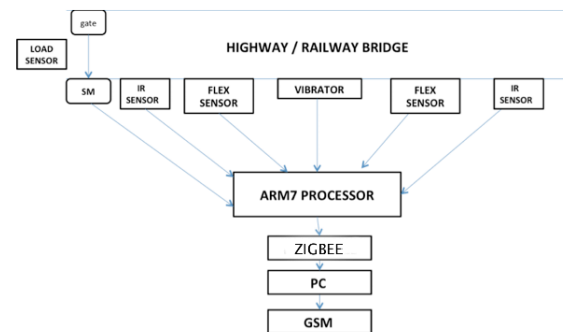 gate
LOAD
SENSOR
HIGHWAY / RAILWAY BRIDGE
SM
IR
SENSOR
FLEX
SENSOR
VIBRATOR
FLEX
SENSOR
IR
SENSOR
ARM7 PROCESSOR
ZIGBEE
PC
GSM